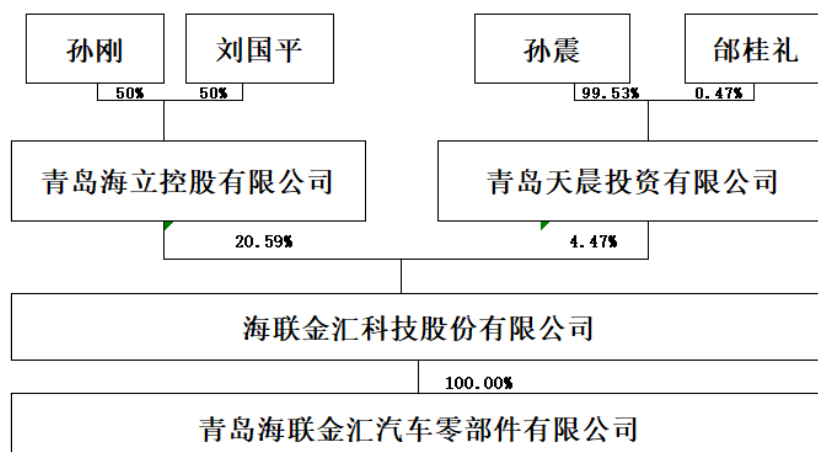 孙刚 刘国平 孙震 邰桂礼
50% 50% 99.53% 0.47%
青岛海立控股有限公司 青岛天晨投资有限公司
20.59% 4.47%
海联金汇科技股份有限公司
100.00%
青岛海联金汇汽车零部件有限公司